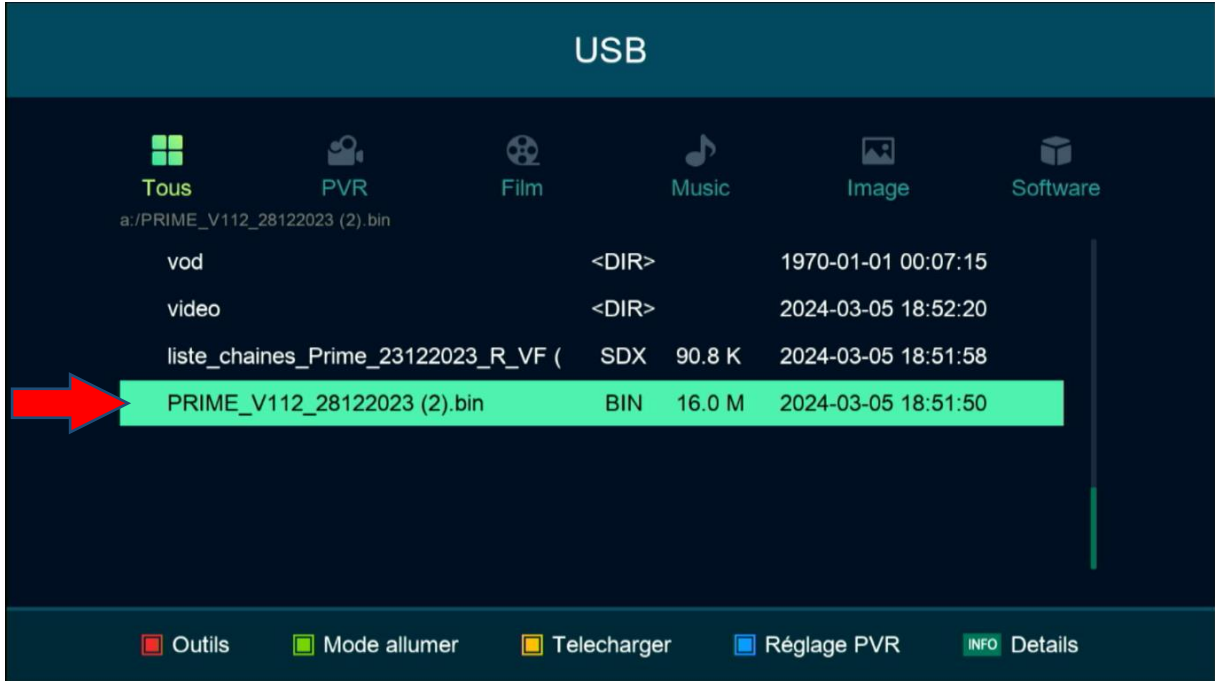 USB
Tous PVR Film Music Image Software
a:/PRIME_V112_28122023 (2).bin
vod <DIR> 1970-01-01 00:07:15
video <DIR> 2024-03-05 18:52:20
liste_chaines_Prime_23122023_R_VF ( SDX 90.8 K 2024-03-05 18:51:58
PRIME_V112_28122023 (2).bin BIN 16.0 M 2024-03-05 18:51:50
Outils Mode allumer Telecharger Réglage PVR INFO Details